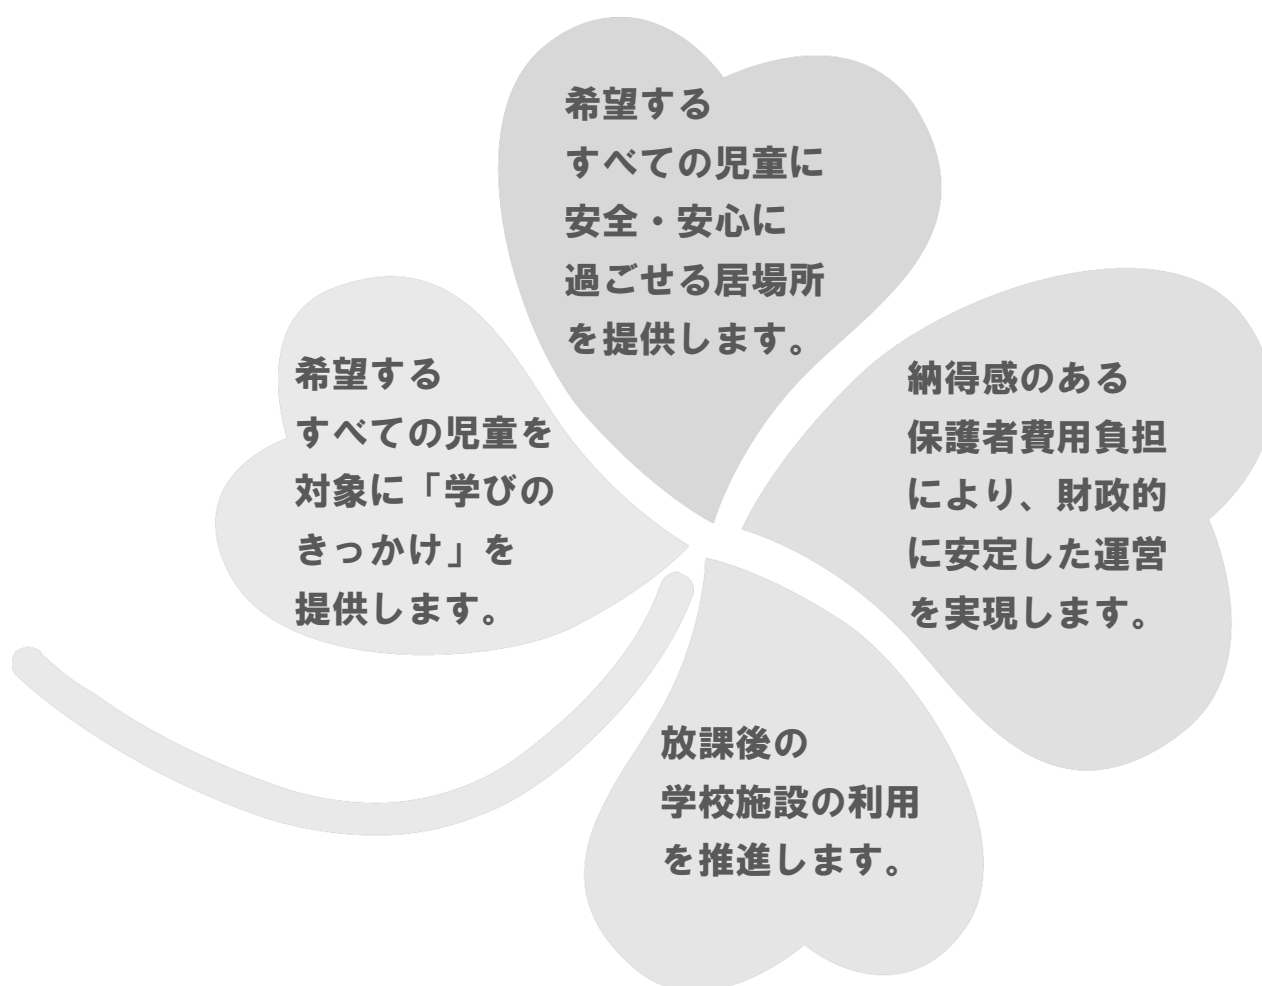 希望する
すべての児童に
安全・安心に
過ごせる居場所
を提供します。
希望する
すべての児童を
対象に「学びの
きっかけ」を
提供します。
納得感のある
保護者費用負担
により、財政的
に安定した運営
を実現します。
放課後の
学校施設の利用
を推進します。